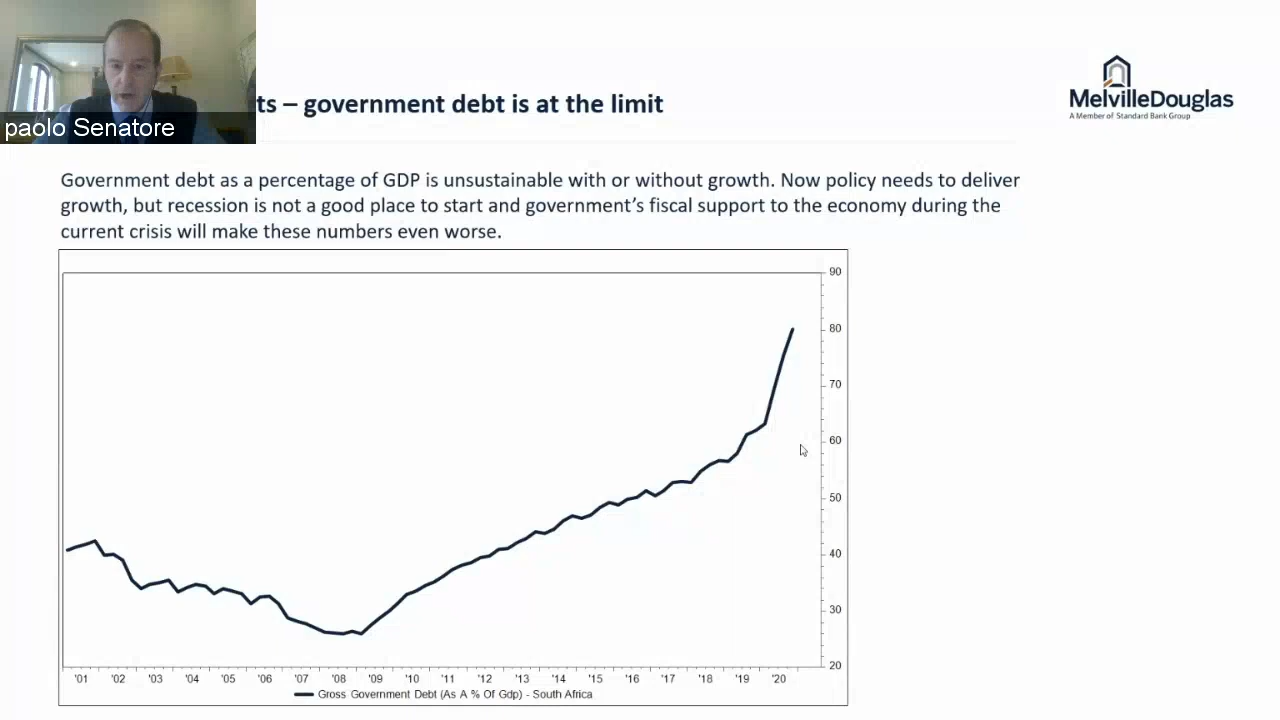 paolo Senatore
ts – government debt is at the limit
MelvilleDouglas
A Member of Standard Bank Group
Government debt as a percentage of GDP is unsustainable with or without growth. Now policy needs to deliver
growth, but recession is not a good place to start and government's fiscal support to the economy during the
current crisis will make these numbers even worse.
90
80
70
60
50
40
30
20
'01 '02 '03 '04 '05 '06 '07 '08 '09 '10 '11 '12 '13 '14 '15 '16 '17 '18 '19 '20
Gross Government Debt (As A % Of Gdp) - South Africa